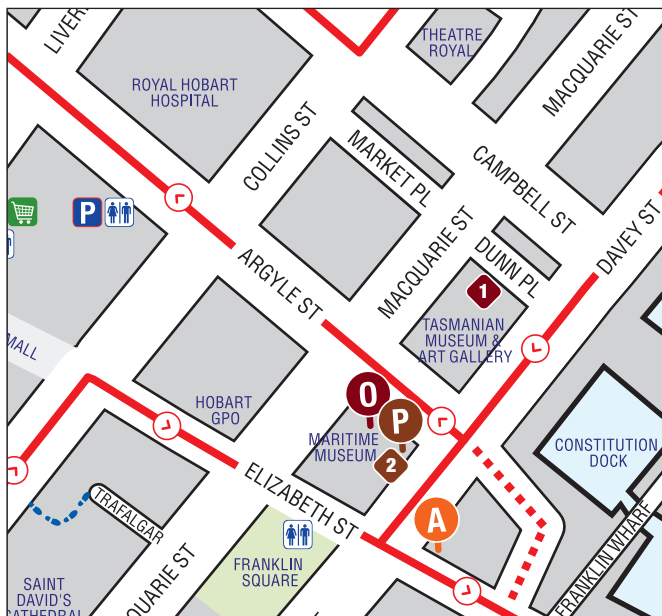 LIVER
THEATRE
ROYAL
MACQUARIE ST
ROYAL HOBART
HOSPITAL
COLLINS ST
MARKET PL
CAMPBELL ST
P
MACQUARIE ST
DUNN PL
DAVEY ST
ARGYLE ST
1
TASMANIAN
MUSEUM &
ART GALLERY
MALL
HOBART
GPO
O
P
MARITIME
MUSEUM
2
CONSTITUTION
DOCK
ELIZABETH ST
A
TRAFALGAR
FRANKLIN WHARF
FRANKLIN
SQUARE
QUARIE ST
SAINT
DAVID'S
CATHEDRAL